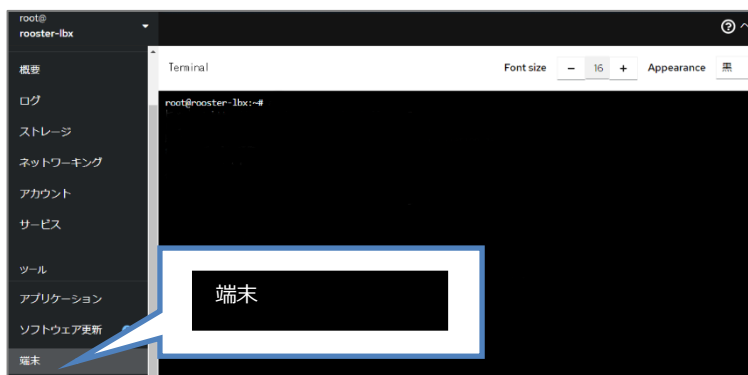 root@
rooster-lbx
概要
ログ
ストレージ
ネットワーキング
アカウント
サービス
ツール
アプリケーション
ソフトウェア更新
端末
Terminal
Font size － 16 + Appearance 黒
root@rooster-lbx:~#
端末